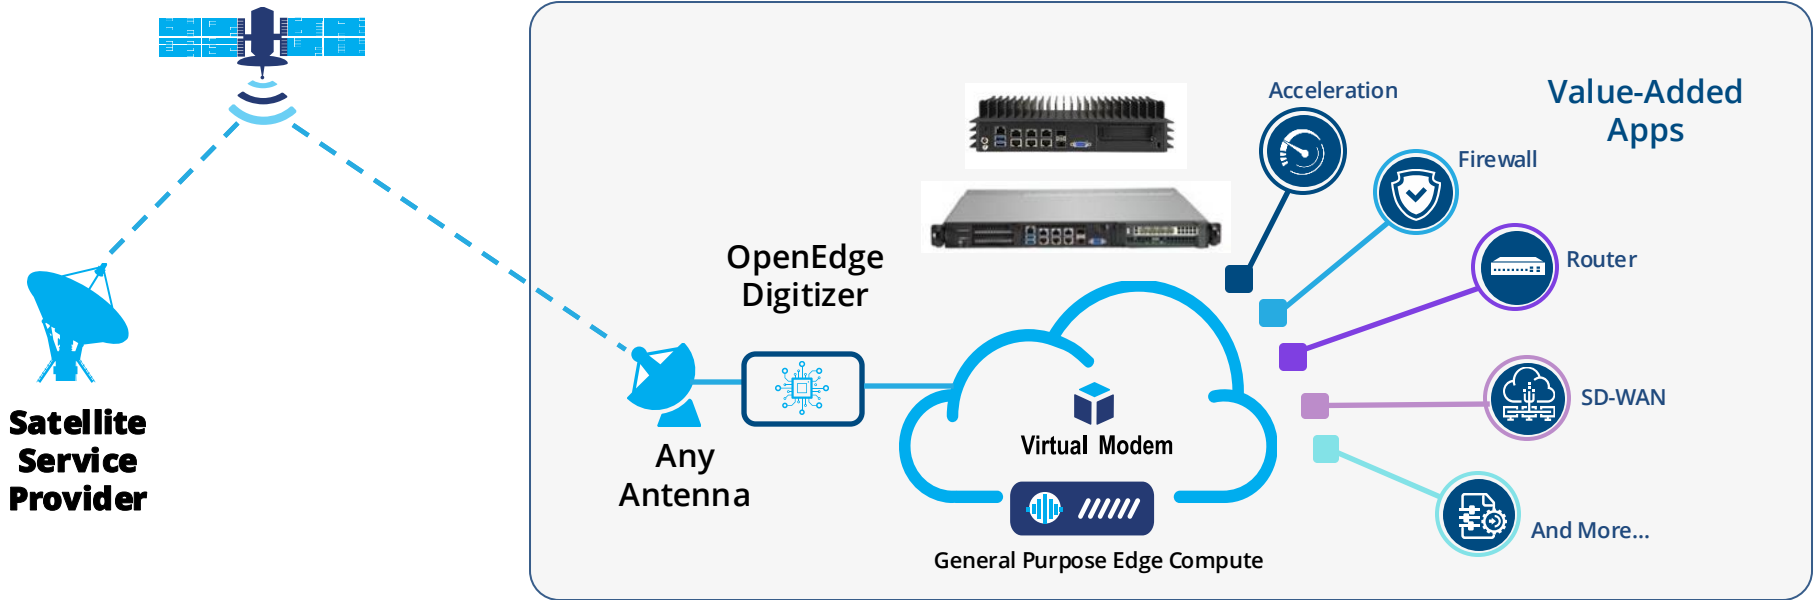 Satellite
Service
Provider
OpenEdge
Digitizer
Any
Antenna
Virtual Modem
General Purpose Edge Compute
Value-Added
Apps
Acceleration
Firewall
Router
SD-WAN
And More...